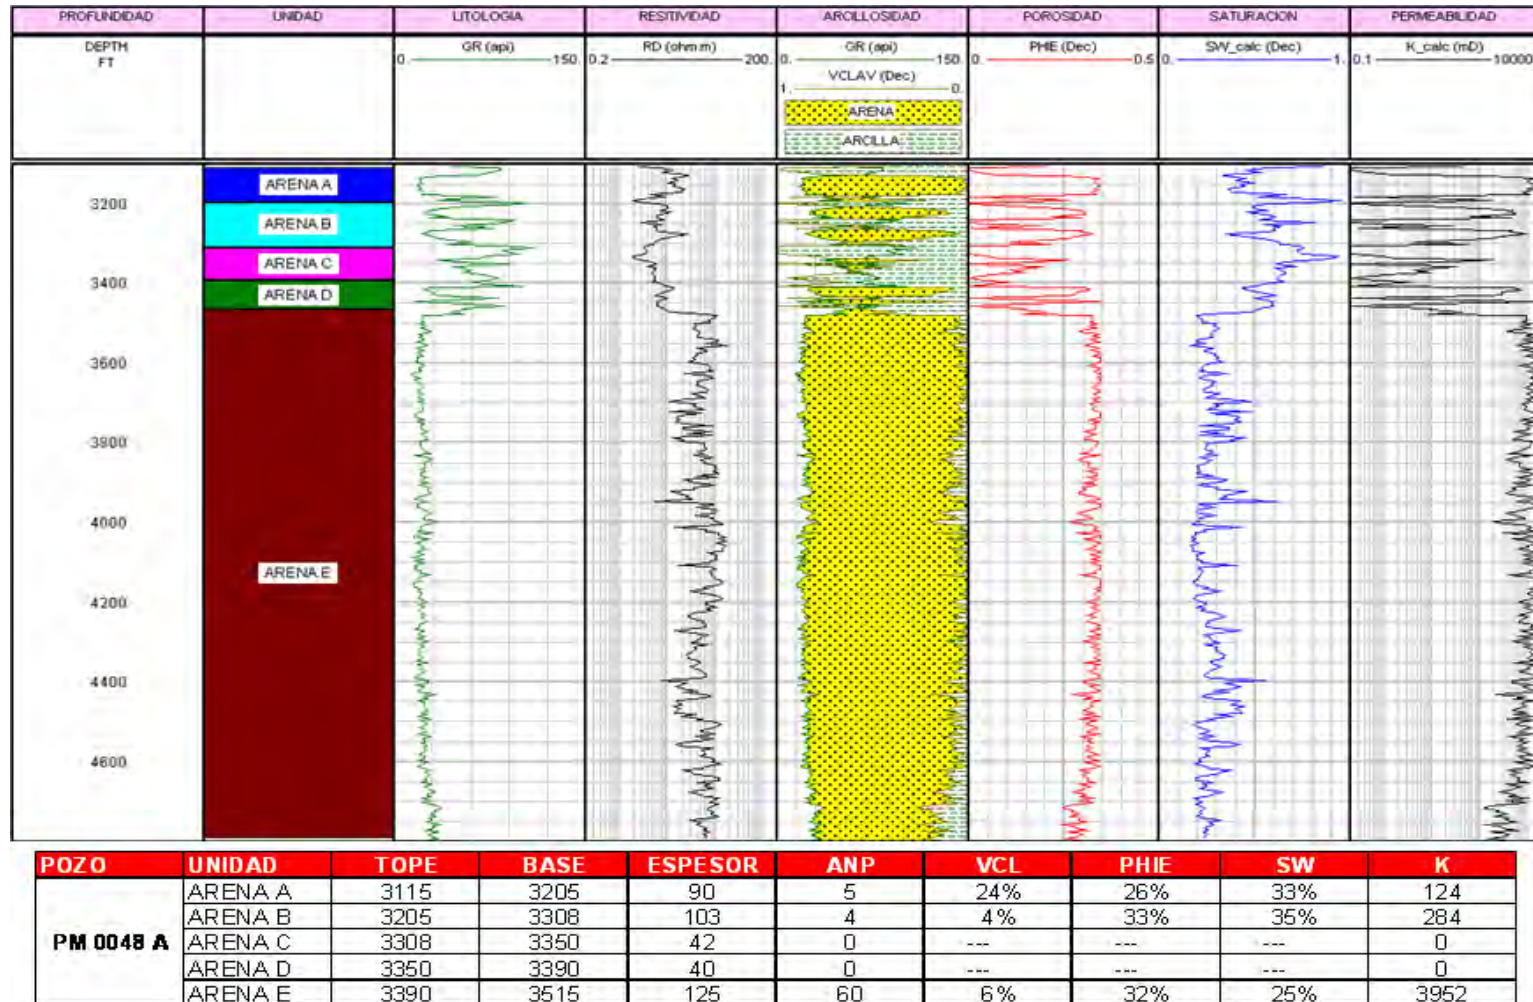 PROFUNDIDAD UNIDAD LITOLOGIA RESITIVIDAD ARCILLOSIDAD POROSIDAD SATURACION PERMEABILIDAD
DEPTH GR (api) RD (ohm.m) GR (api) PHIE (Dec) SW_calc (Dec) K_calc (mD)
FT 0. 150. 0.2 200. 0. 150. 0. 0.5 0. 1. 0.1 10000
VCLAV (Dec)
1. 0.
ARENA
ARCILLA
ARENA A
3200
ARENA B
ARENA C
3400
ARENA D
3600
3800
4000
ARENA E
4200
4400
4600
POZO UNIDAD TOPE BASE ESPESOR ANP VCL PHIE SW K
ARENA A 3115 3205 90 5 24% 26% 33% 124
ARENA B 3205 3308 103 4 4% 33% 35% 284
PM 0048 A ARENA C 3308 3350 42 0 --- --- --- 0
ARENA D 3350 3390 40 0 --- --- --- 0
ARENA E 3390 3515 125 60 6% 32% 25% 3952